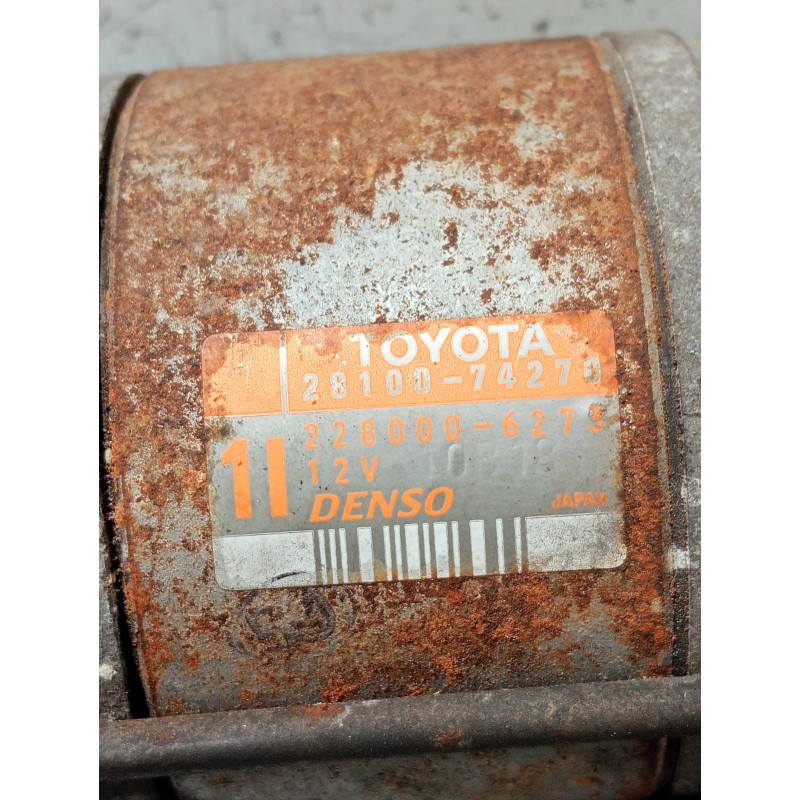 TOYOTA
28100-74270
228000-6273
1I
12V
DENSO
JAPAN